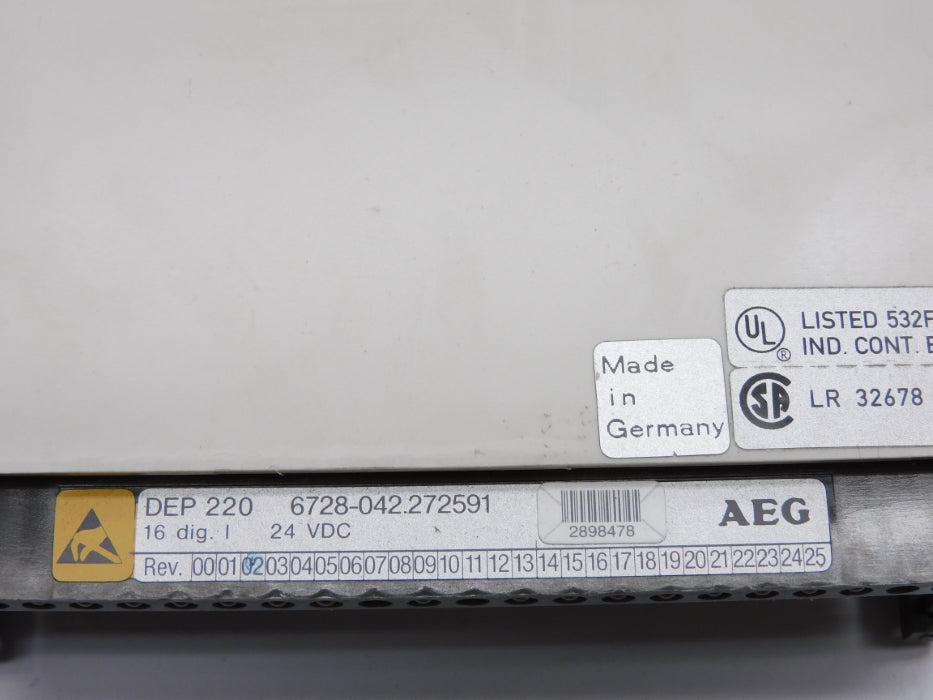 UL
®
LISTED 532F
IND. CONT. E
SA
LR 32678
Made
in
Germany
DEP 220 6728-042.272591
16 dig. I 24 VDC
2898478
AEG
Rev. 00 01 02 03 04 05 06 07 08 09 10 11 12 13 14 15 16 17 18 19 20 21 22 23 24 25